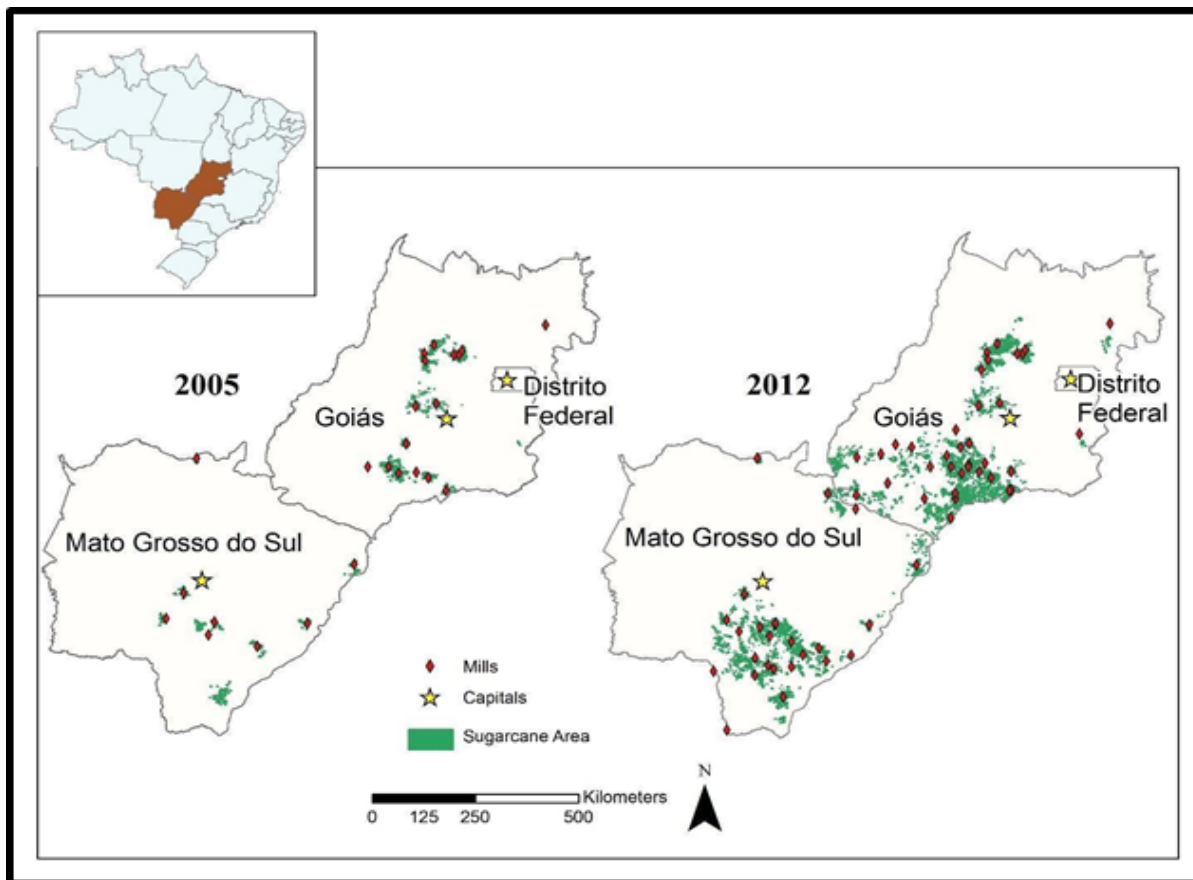 2005
Goiás
Distrito
Federal
Mato Grosso do Sul
2012
Goiás
Distrito
Federal
Mato Grosso do Sul
Mills
Capitals
Sugarcane Area
Kilometers
0 125 250 500
N